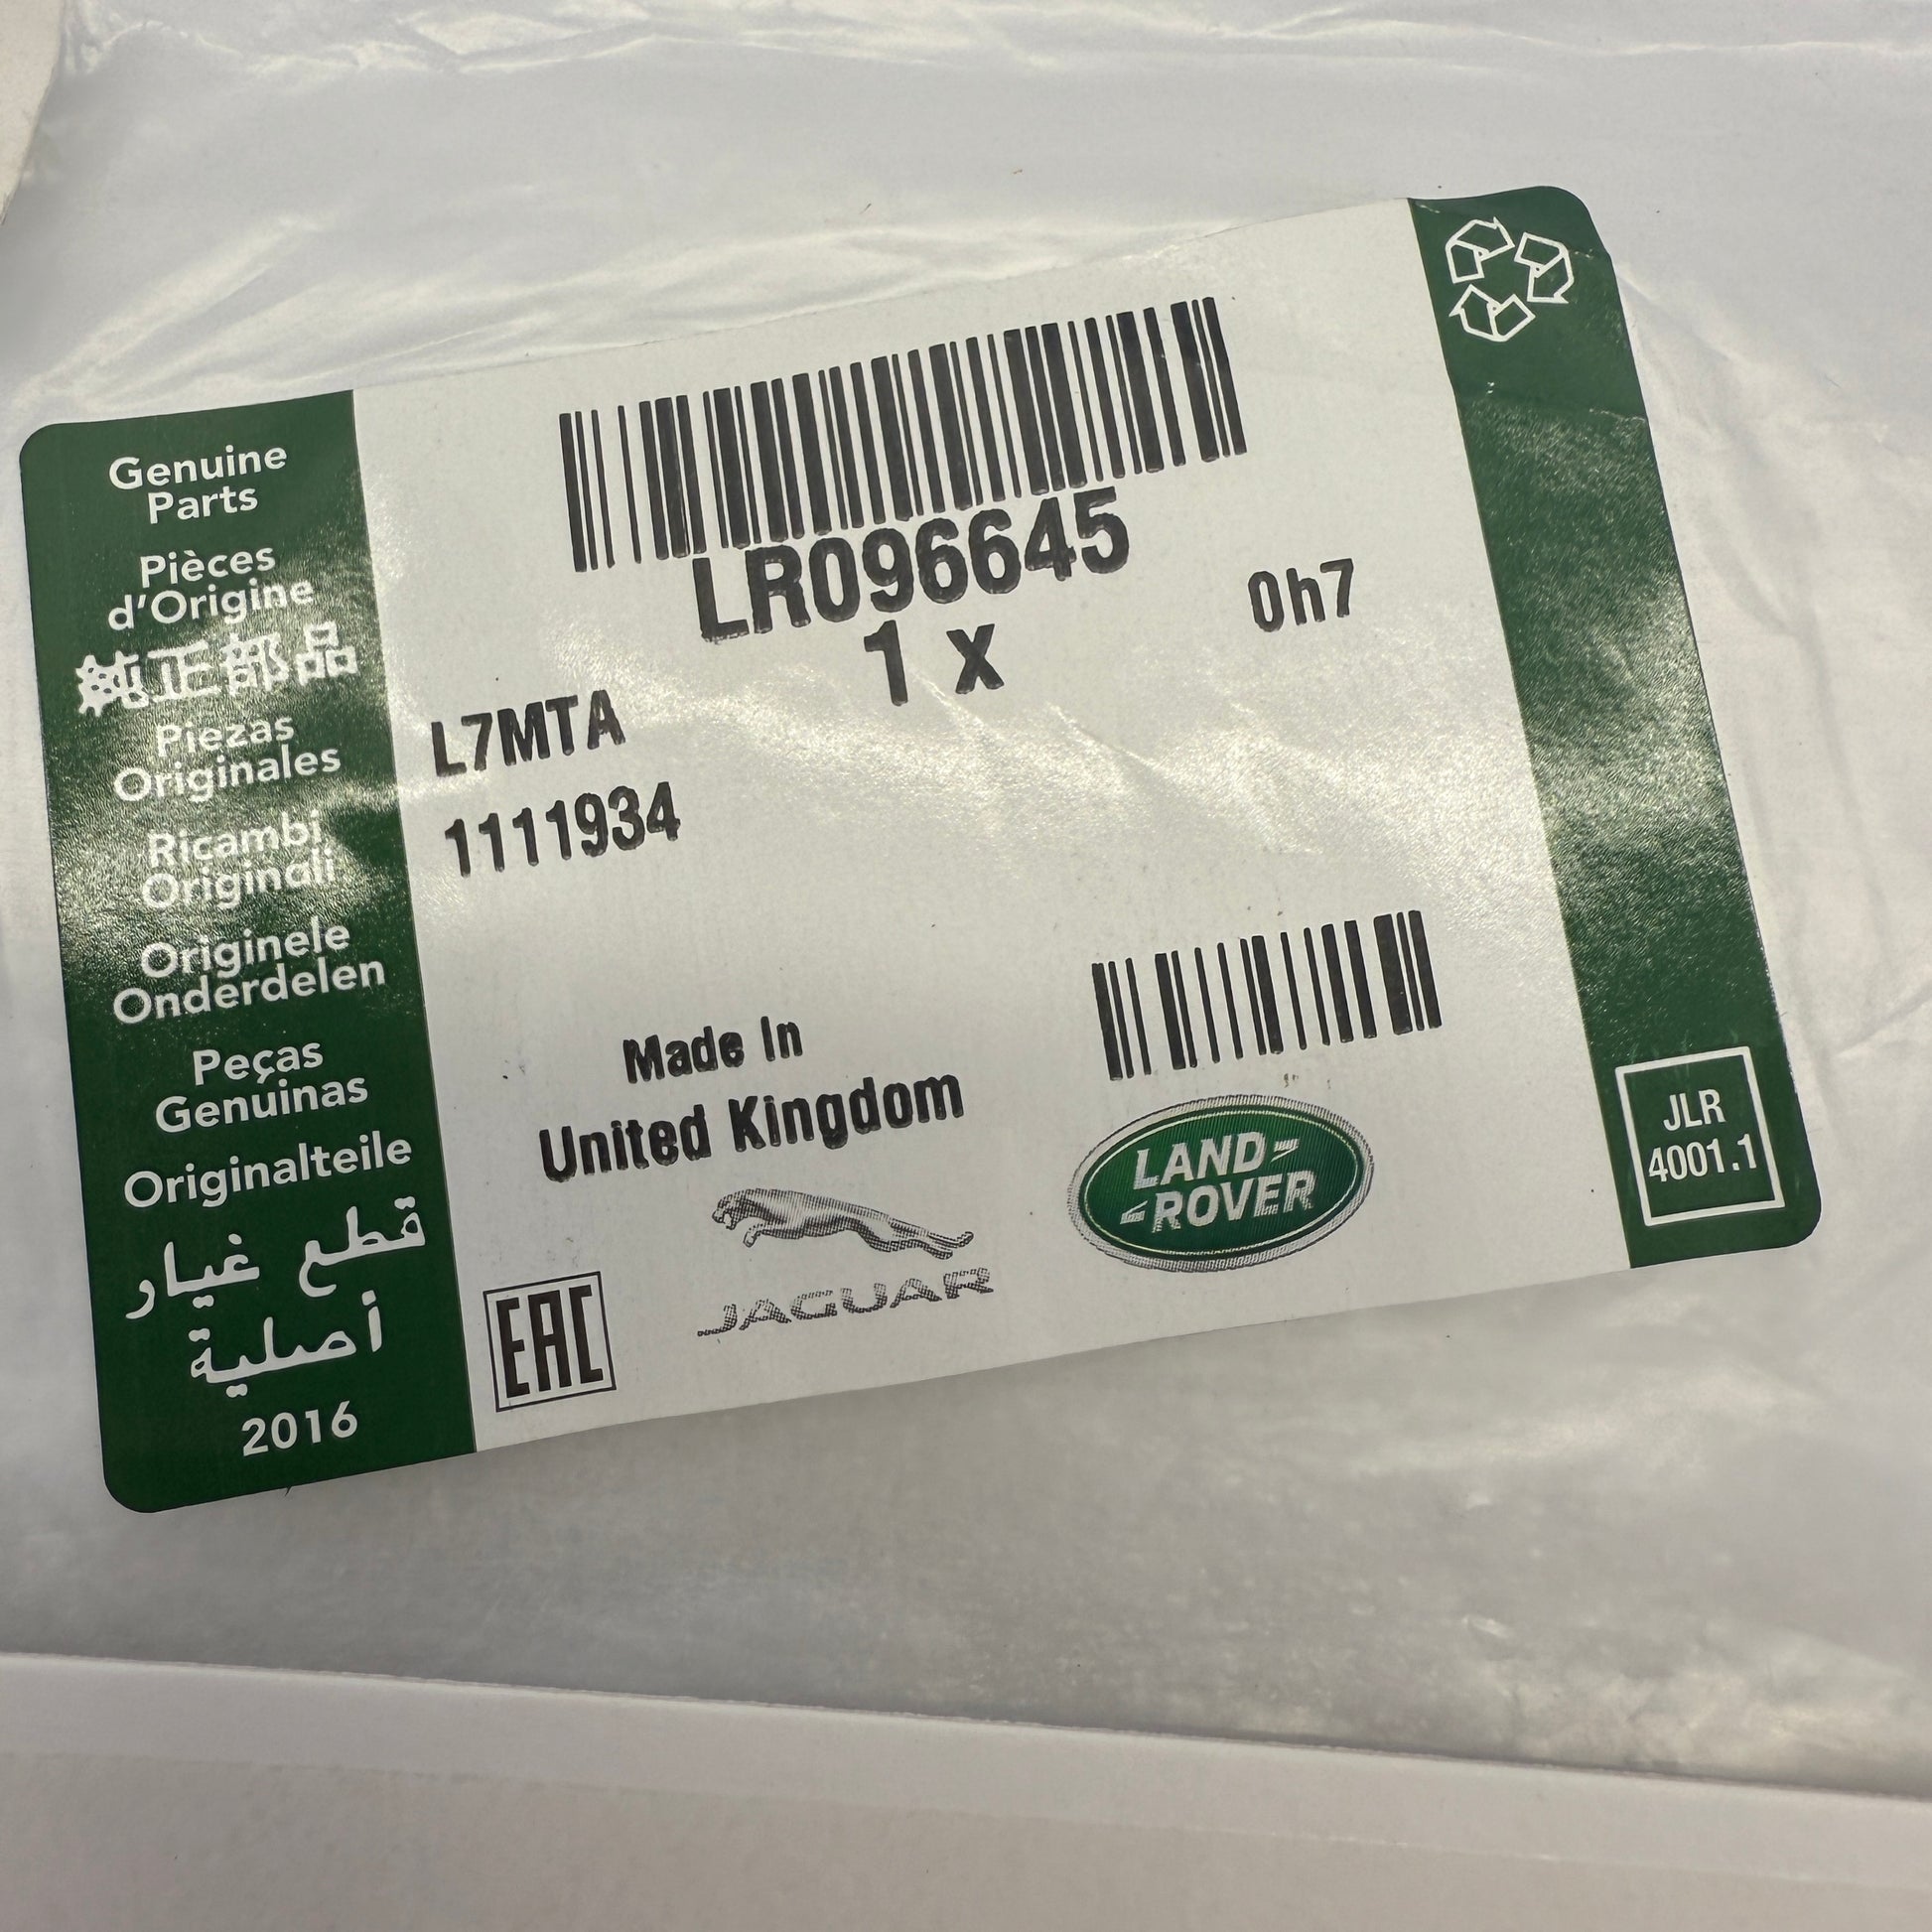 Genuine
Parts
Pièces
d'Origine
純正部品
Piezas
Originales
Ricambi
Originali
Originele
Onderdelen
Peças
Genuinas
Originalteile
قطع غيار
أصلية
2016
LR096645
1 x
0h7
L7MTA
1111934
Made In
United Kingdom
EAC
JAGUAR
LAND-
-ROVER
JLR
4001.1